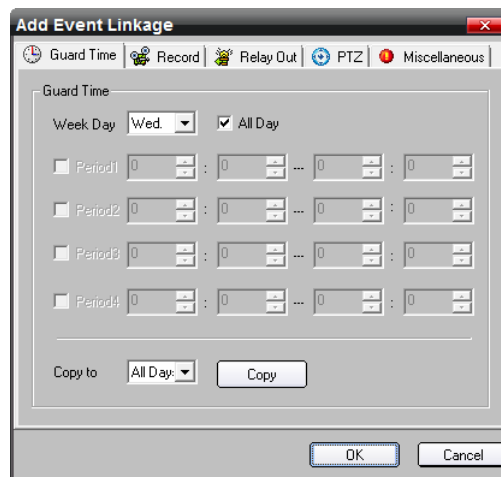 Add Event Linkage
Guard Time Record Relay Out PTZ Miscellaneous
Guard Time
Week Day Wed. All Day
Period1 0 : 0 --- 0 : 0
Period2 0 : 0 --- 0 : 0
Period3 0 : 0 --- 0 : 0
Period4 0 : 0 --- 0 : 0
Copy to All Day: Copy
OK Cancel